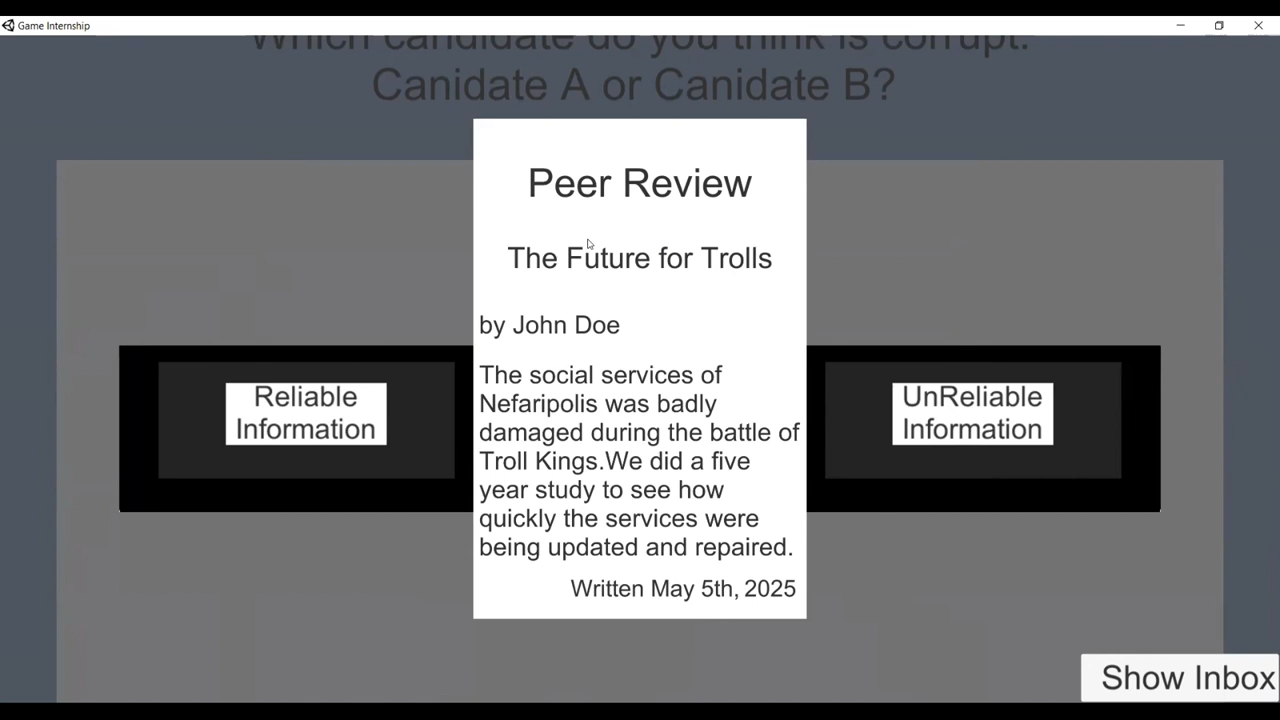 Game Internship
Which candidate do you think is corrupt.
Canidate A or Canidate B?
Peer Review
The Future for Trolls
by John Doe
The social services of
Nefaripolis was badly
damaged during the battle of
Troll Kings.We did a five
year study to see how
quickly the services were
being updated and repaired.
Written May 5th, 2025
Reliable
Information
UnReliable
Information
Show Inbox